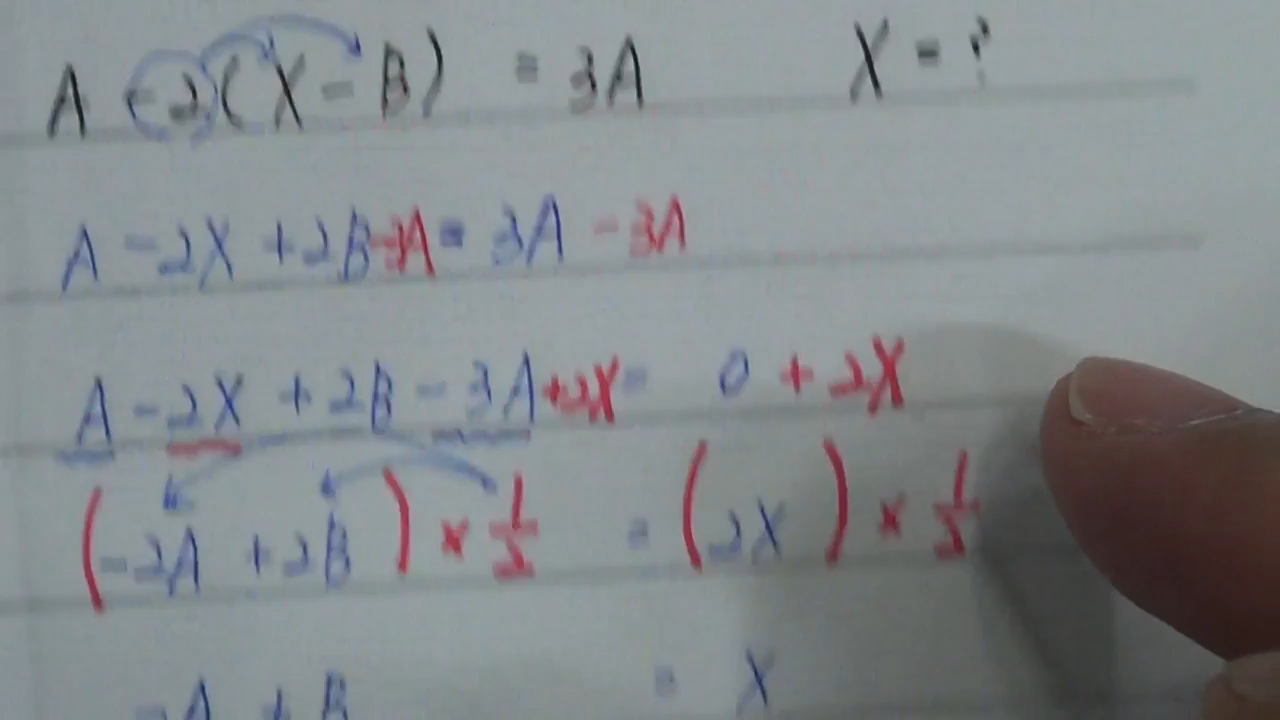 A -2(X - B) = 3A X = ?
A -2X +2B -3A = 3A -3A
A -2X +2B -3A +2X = 0 +2X
(-2A +2B) × 1/2 = (2X) × 1/2
-A +B = X